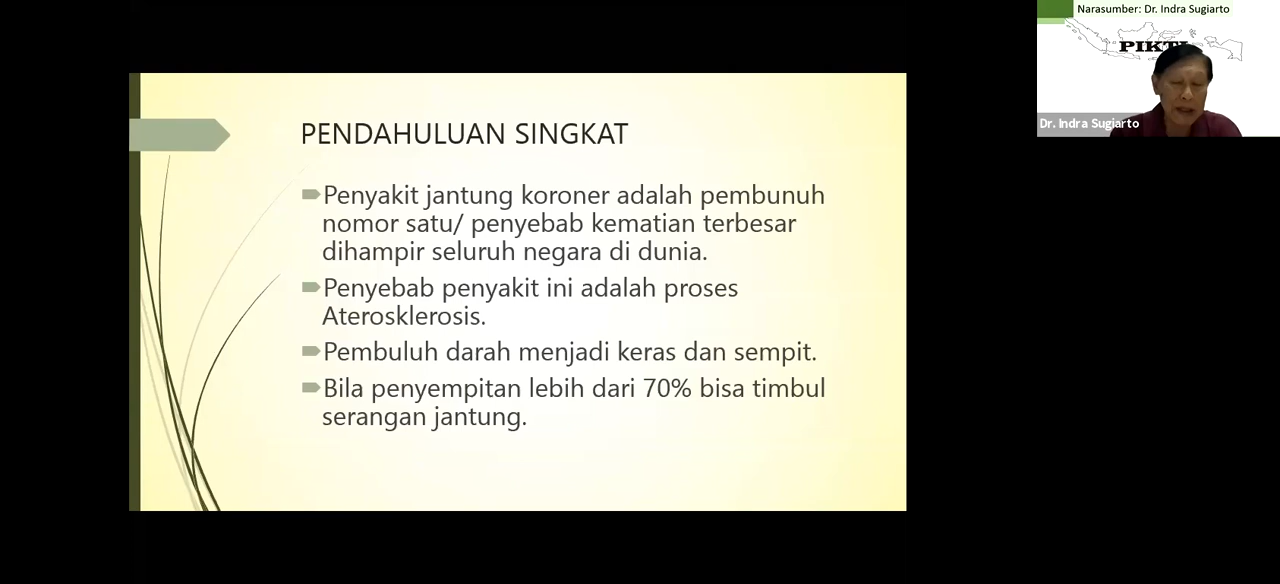 Narasumber: Dr. Indra Sugiarto
Dr. Indra Sugiarto
PENDAHULUAN SINGKAT
Penyakit jantung koroner adalah pembunuh
nomor satu/ penyebab kematian terbesar
dihampir seluruh negara di dunia.
Penyebab penyakit ini adalah proses
Aterosklerosis.
Pembuluh darah menjadi keras dan sempit.
Bila penyempitan lebih dari 70% bisa timbul
serangan jantung.